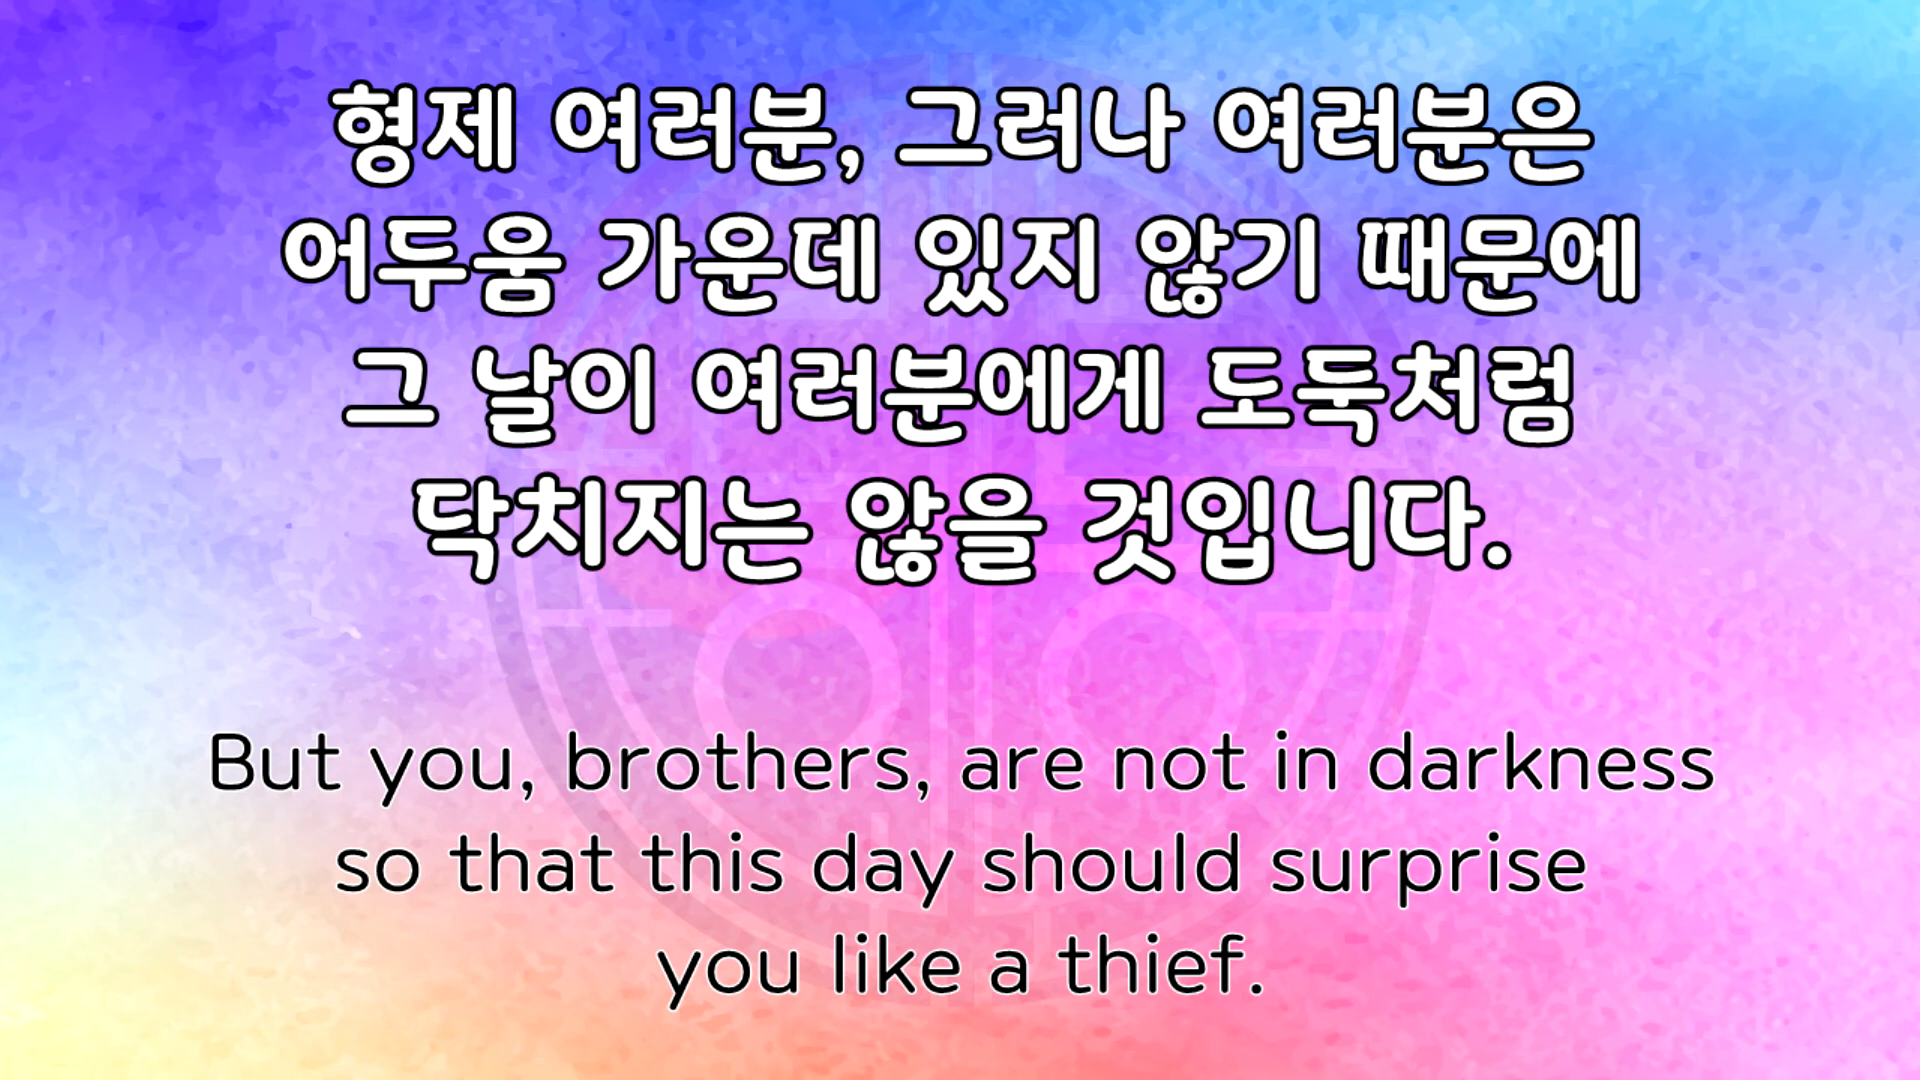 형제 여러분, 그러나 여러분은
어두움 가운데 있지 않기 때문에
그 날이 여러분에게 도둑처럼
닥치지는 않을 것입니다.
But you, brothers, are not in darkness
so that this day should surprise
you like a thief.